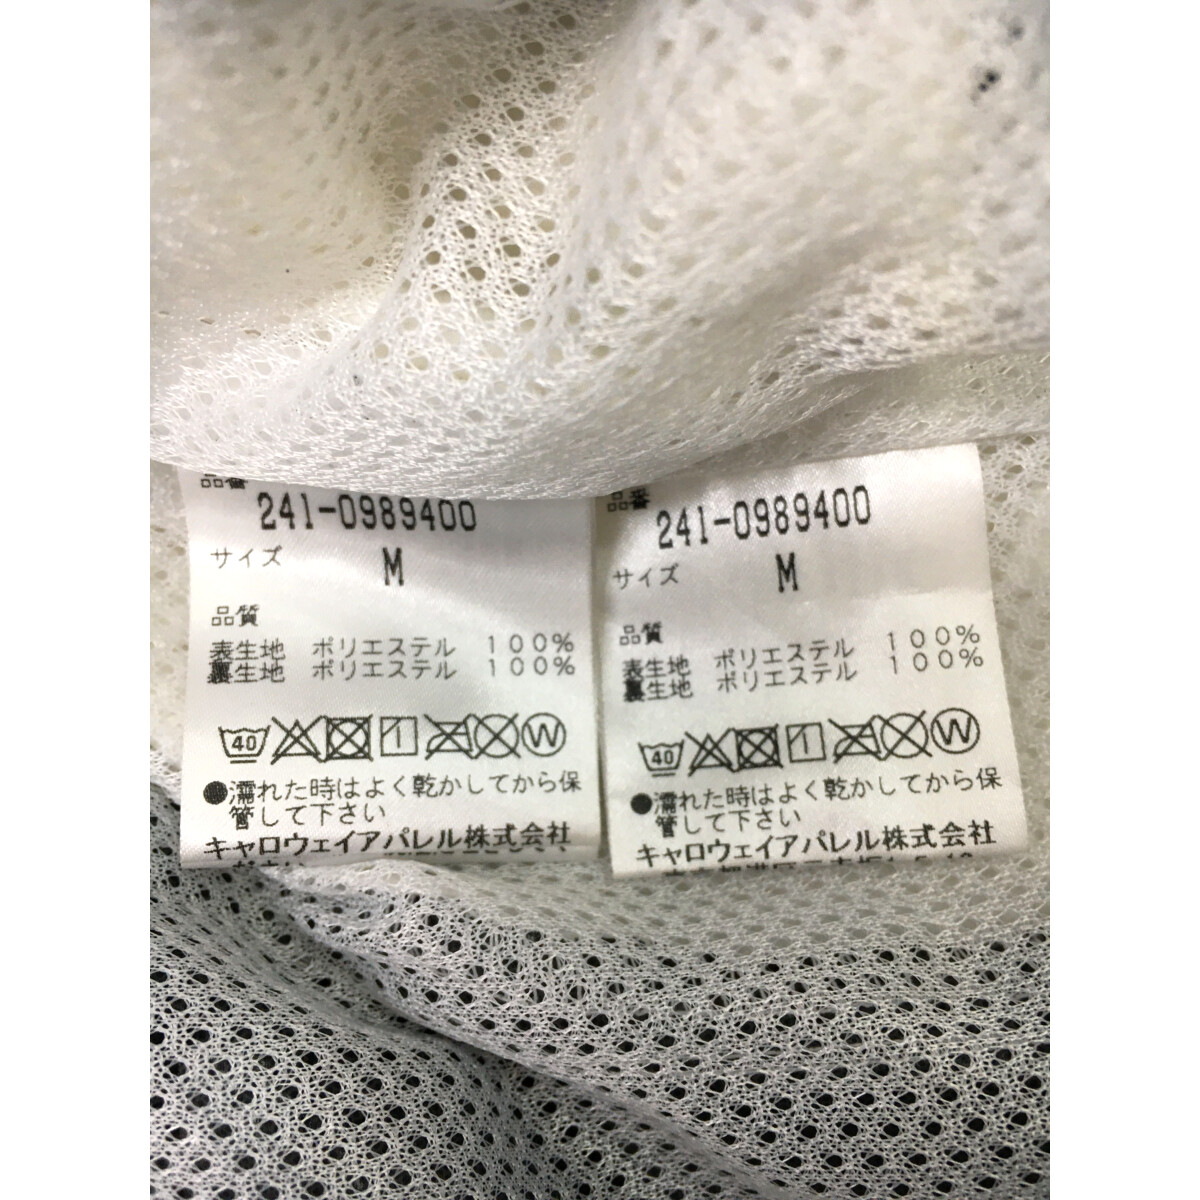 品番
241-0989400
サイズ M
品質
表生地 ポリエステル 100%
裏生地 ポリエステル 100%
40 W
●濡れた時はよく乾かしてから保
管して下さい
キャロウェイアパレル株式会社
品番
241-0989400
サイズ M
品質
表生地 ポリエステル 100%
裏生地 ポリエステル 100%
40 W
●濡れた時はよく乾かしてから保
管して下さい
キャロウェイアパレル株式会社